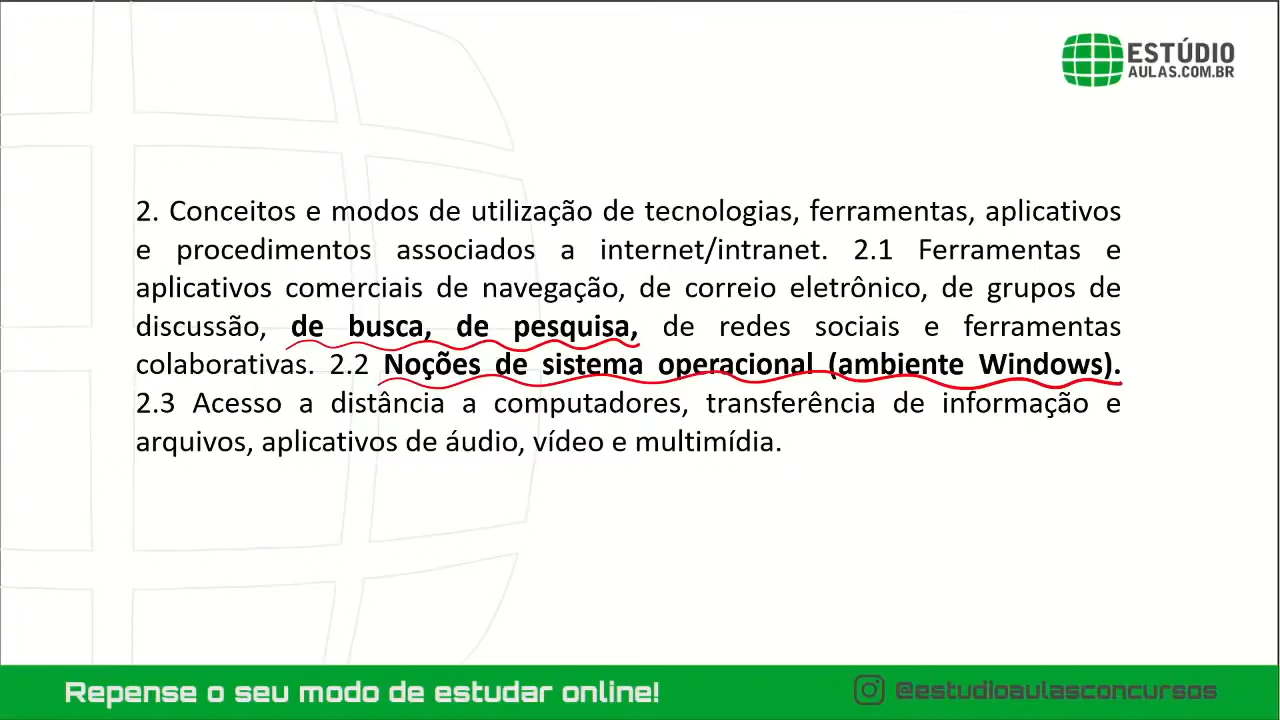 ESTÚDIO
AULAS.COM.BR
2. Conceitos e modos de utilização de tecnologias, ferramentas, aplicativos
e procedimentos associados a internet/intranet. 2.1 Ferramentas e
aplicativos comerciais de navegação, de correio eletrônico, de grupos de
discussão, de busca, de pesquisa, de redes sociais e ferramentas
colaborativas. 2.2 Noções de sistema operacional (ambiente Windows).
2.3 Acesso a distância a computadores, transferência de informação e
arquivos, aplicativos de áudio, vídeo e multimídia.
Repense o seu modo de estudar online!
@estudioaulasconcursos